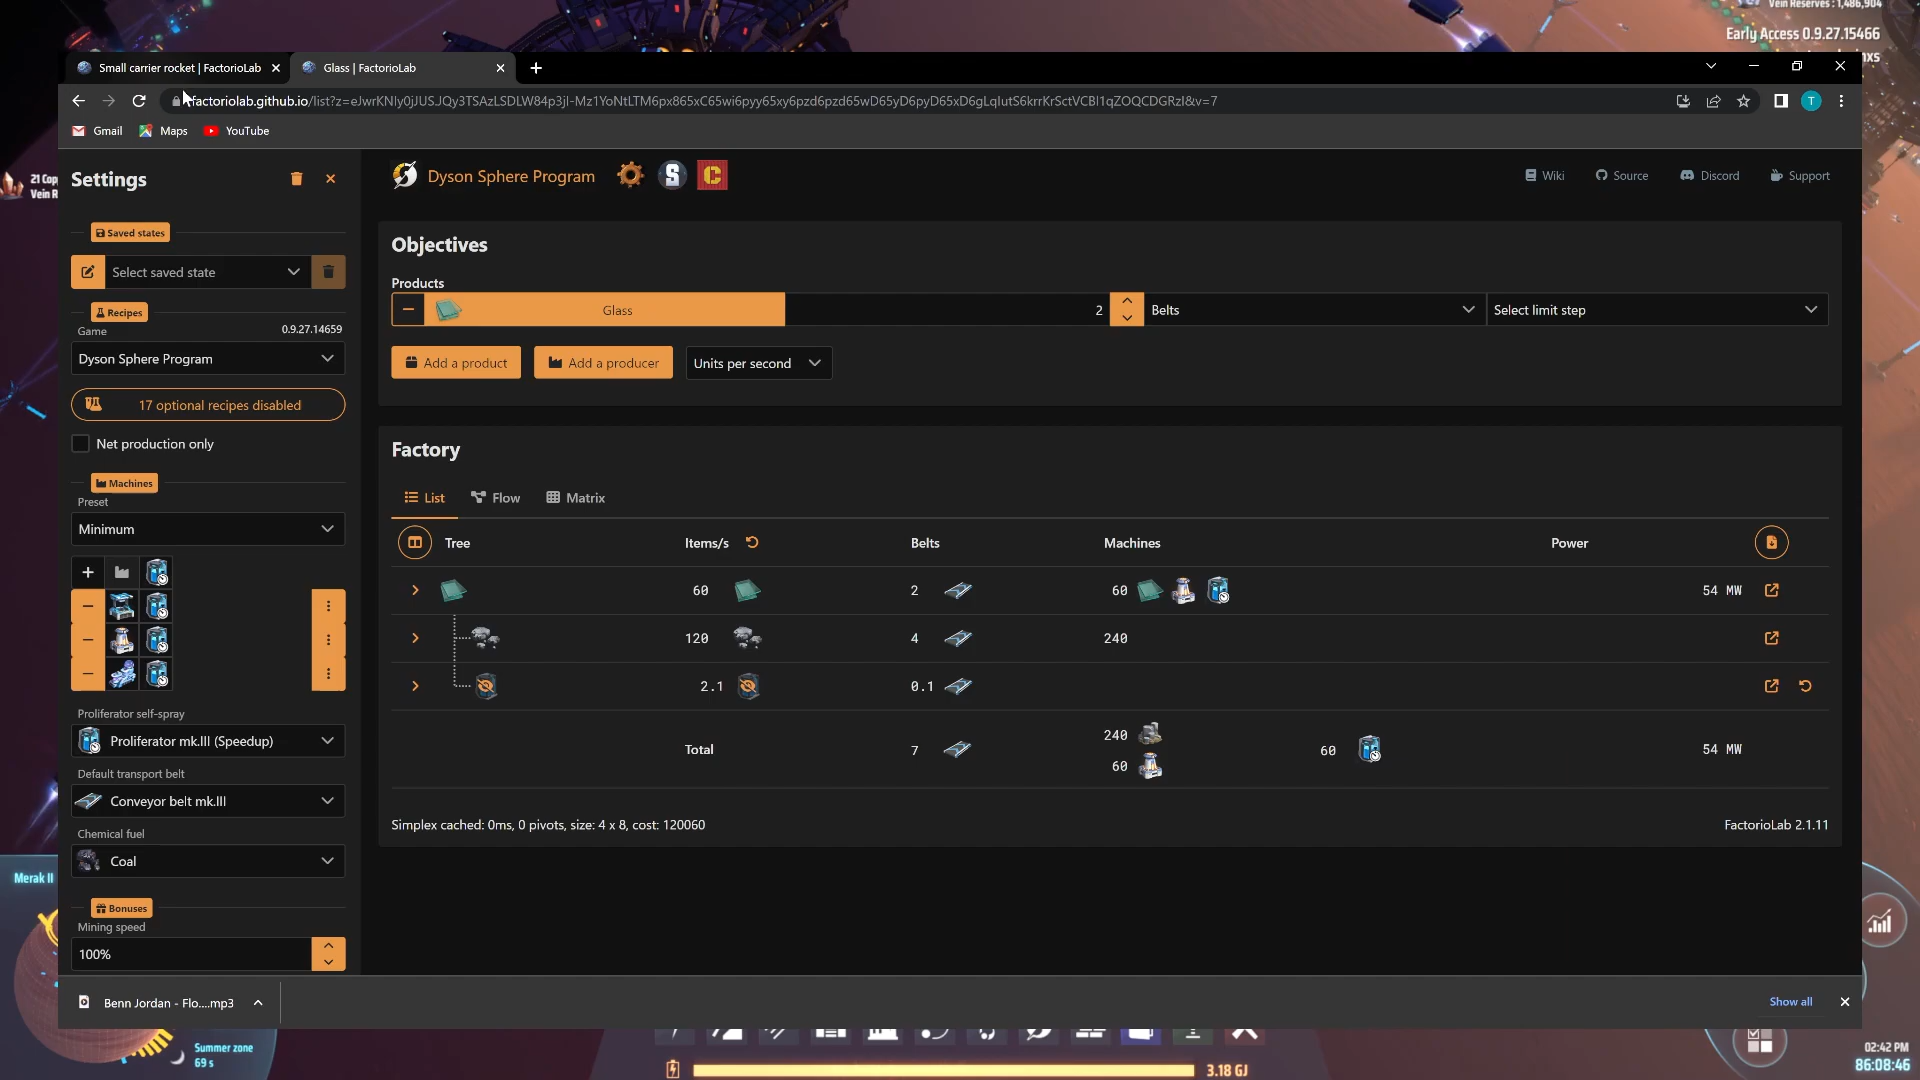 Vein Reserves : 1,486,904
Early Access 0.9.27.15466
Small carrier rocket | FactorioLab
Glass | FactorioLab
factoriolab.github.io/list?z=eJwrKNIy0jJUSJQy3TSAzLSDLW84p3jI-Mz1YoNtLTM6px865xC65wi6pyy65xy6pzd6pzd65wD65yD6pyD65xD6gLqIutS6krrKrSctVCBI1qZOQCDGRzI&v=7
Gmail
Maps
YouTube
21 Cop
Vein R
Settings
Dyson Sphere Program
Wiki
Source
Discord
Support
Saved states
Select saved state
Recipes
Game
0.9.27.14659
Dyson Sphere Program
17 optional recipes disabled
Net production only
Machines
Preset
Minimum
Proliferator self-spray
Proliferator mk.III (Speedup)
Default transport belt
Conveyor belt mk.III
Chemical fuel
Coal
Bonuses
Mining speed
100%
Objectives
Products
Glass
2
Belts
Select limit step
Add a product
Add a producer
Units per second
Factory
List
Flow
Matrix
Tree
Items/s
Belts
Machines
Power
60
2
60
54 MW
120
4
240
2.1
0.1
Total
7
240
60
60
54 MW
Simplex cached: 0ms, 0 pivots, size: 4 x 8, cost: 120060
FactorioLab 2.1.11
Merak II
Benn Jordan - Flo....mp3
Show all
Summer zone
69 s
3.18 GJ
02:42 PM
86:08:46